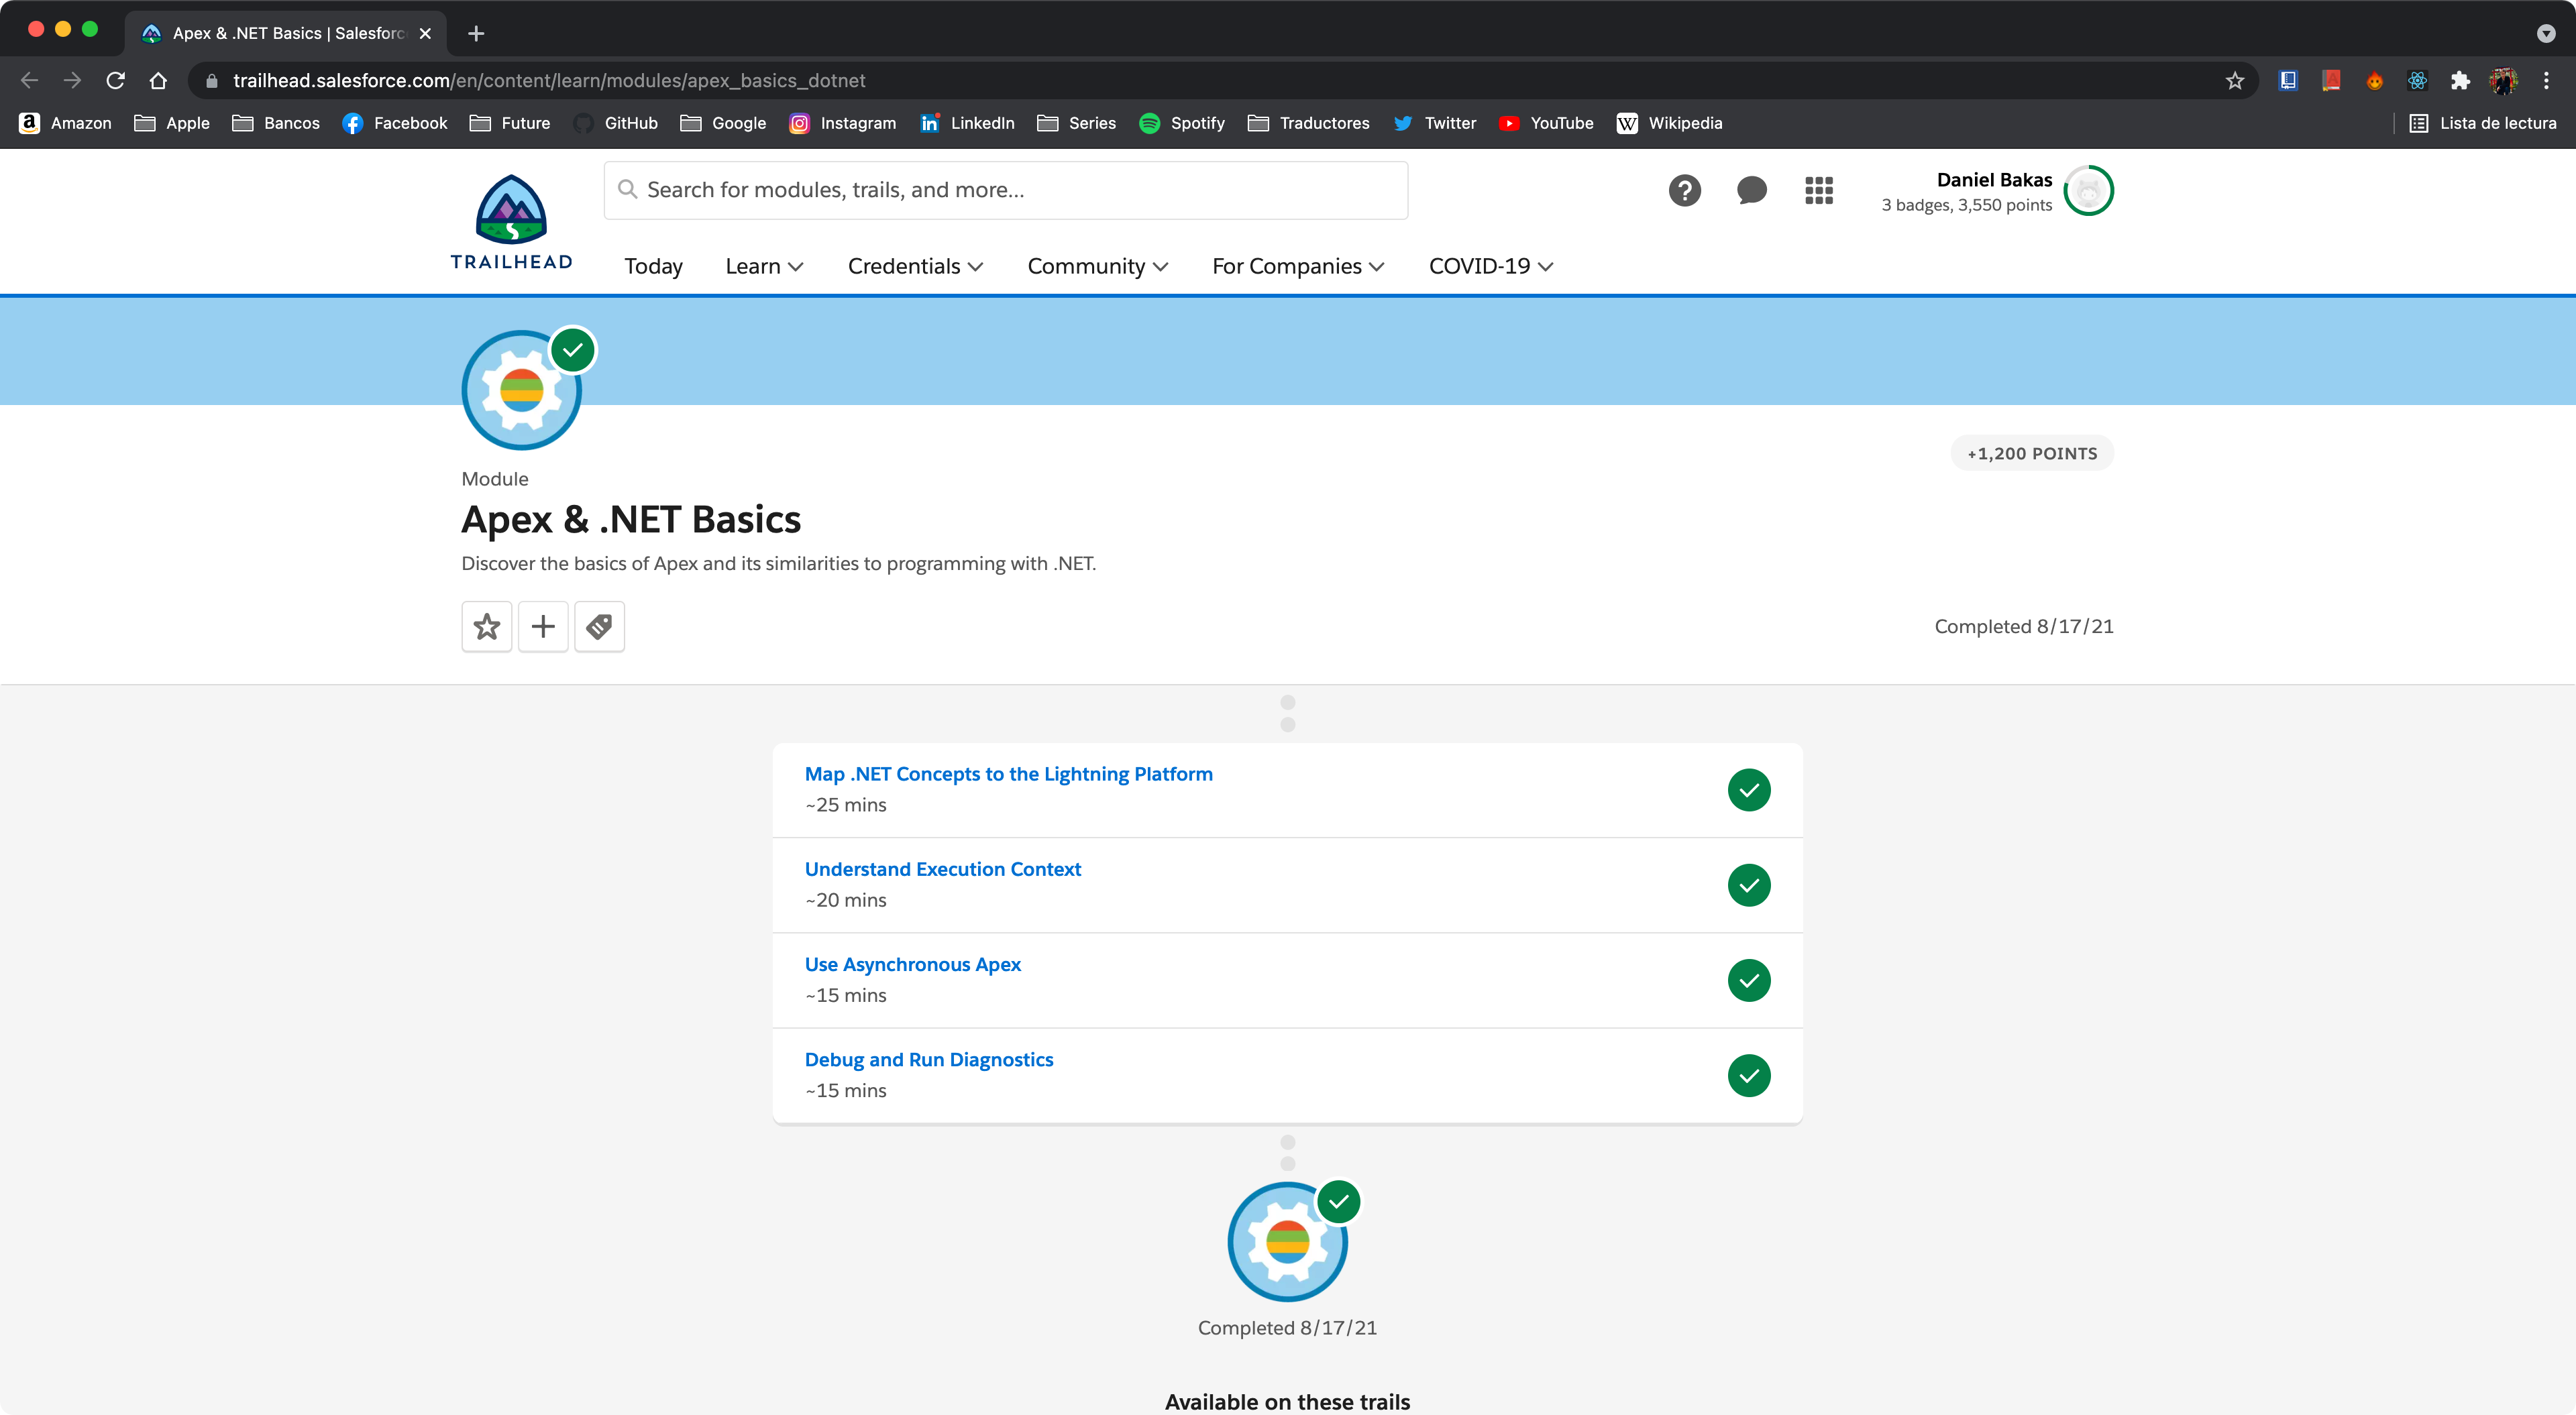 Apex & .NET Basics | Salesforc
trailhead.salesforce.com/en/content/learn/modules/apex_basics_dotnet
Amazon Apple Bancos Facebook Future GitHub Google Instagram LinkedIn Series Spotify Traductores Twitter YouTube Wikipedia Lista de lectura
TRAILHEAD
Search for modules, trails, and more...
Daniel Bakas
3 badges, 3,550 points
Today Learn Credentials Community For Companies COVID-19
+1,200 POINTS
Module
Apex & .NET Basics
Discover the basics of Apex and its similarities to programming with .NET.
Completed 8/17/21
Map .NET Concepts to the Lightning Platform
~25 mins
Understand Execution Context
~20 mins
Use Asynchronous Apex
~15 mins
Debug and Run Diagnostics
~15 mins
Completed 8/17/21
Available on these trails